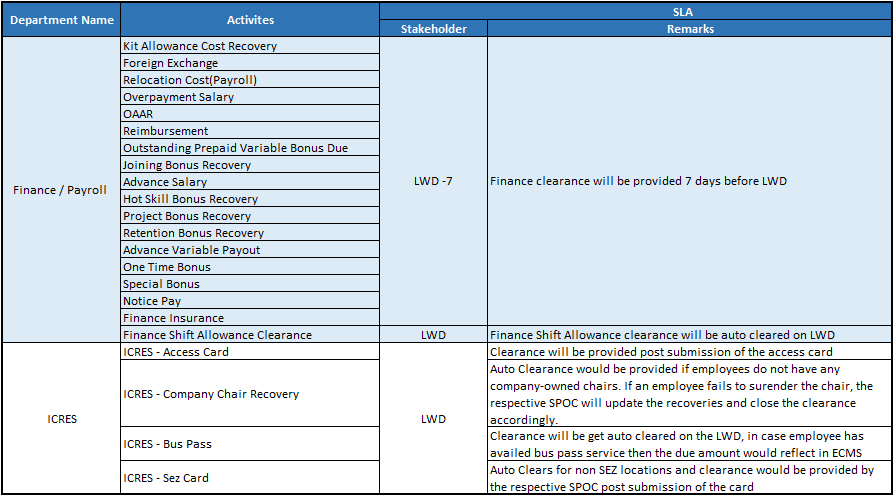 Department Name
Activites
SLA
Stakeholder
Remarks
Finance / Payroll
Kit Allowance Cost Recovery
Foreign Exchange
Relocation Cost(Payroll)
Overpayment Salary
OAAR
Reimbursement
Outstanding Prepaid Variable Bonus Due
Joining Bonus Recovery
Advance Salary
Hot Skill Bonus Recovery
Project Bonus Recovery
Retention Bonus Recovery
Advance Variable Payout
One Time Bonus
Special Bonus
Notice Pay
Finance Insurance
LWD -7
Finance clearance will be provided 7 days before LWD
Finance Shift Allowance Clearance
LWD
Finance Shift Allowance clearance will be auto cleared on LWD
ICRES
ICRES - Access Card
LWD
Clearance will be provided post submission of the access card
ICRES - Company Chair Recovery
Auto Clearance would be provided if employees do not have any
company-owned chairs. If an employee fails to surender the chair, the
respective SPOC will update the recoveries and close the clearance
accordingly.
ICRES - Bus Pass
Clearance will be get auto cleared on the LWD, in case employee has
availed bus pass service then the due amount would reflect in ECMS
ICRES - Sez Card
Auto Clears for non SEZ locations and clearance would be provided by
the respective SPOC post submission of the card